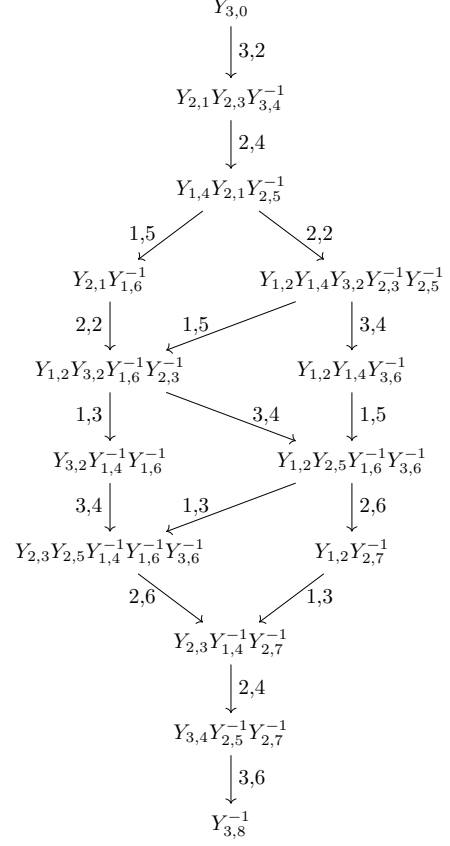 Y_{3,0}
3,2
Y_{2,1}Y_{2,3}Y_{3,4}^{-1}
2,4
Y_{1,4}Y_{2,1}Y_{2,5}^{-1}
1,5 2,2
Y_{2,1}Y_{1,6}^{-1} Y_{1,2}Y_{1,4}Y_{3,2}Y_{2,3}^{-1}Y_{2,5}^{-1}
2,2 1,5 3,4
Y_{1,2}Y_{3,2}Y_{1,6}^{-1}Y_{2,3}^{-1} Y_{1,2}Y_{1,4}Y_{3,6}^{-1}
1,3 3,4 1,5
Y_{3,2}Y_{1,4}^{-1}Y_{1,6}^{-1} Y_{1,2}Y_{2,5}Y_{1,6}^{-1}Y_{3,6}^{-1}
3,4 1,3 2,6
Y_{2,3}Y_{2,5}Y_{1,4}^{-1}Y_{1,6}^{-1}Y_{3,6}^{-1} Y_{1,2}Y_{2,7}^{-1}
2,6 1,3
Y_{2,3}Y_{1,4}^{-1}Y_{2,7}^{-1}
2,4
Y_{3,4}Y_{2,5}^{-1}Y_{2,7}^{-1}
3,6
Y_{3,8}^{-1}